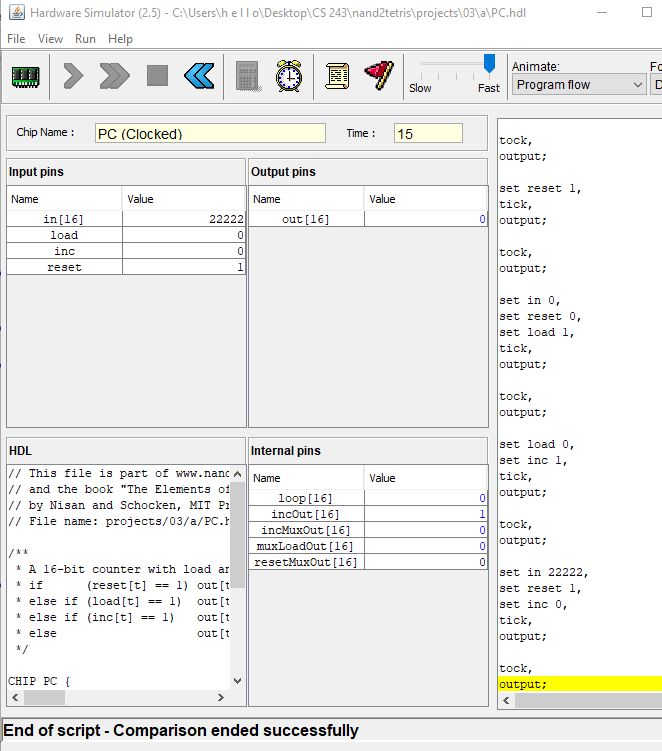 Hardware Simulator (2.5) - C:\Users\h e l l o\Desktop\CS 243\nand2tetris\projects\03\a\PC.hdl
File View Run Help
Slow Fast
Animate:
Program flow
Fo
D
Chip Name : PC (Clocked) Time : 15
Input pins
Name Value
in[16] 22222
load 0
inc 0
reset 1
Output pins
Name Value
out[16] 0
HDL
// This file is part of www.nand
// and the book "The Elements of
// by Nisan and Schocken, MIT Pr
// File name: projects/03/a/PC.h
/**
* A 16-bit counter with load an
* if (reset[t] == 1) out[t
* else if (load[t] == 1) out[t
* else if (inc[t] == 1) out[t
* else out[t
*/
CHIP PC {
Internal pins
Name Value
loop[16] 0
incOut[16] 1
incMuxOut[16] 0
muxLoadOut[16] 0
resetMuxOut[16] 0
tock,
output;
set reset 1,
tick,
output;
tock,
output;
set in 0,
set reset 0,
set load 1,
tick,
output;
tock,
output;
set load 0,
set inc 1,
tick,
output;
tock,
output;
set in 22222,
set reset 1,
set inc 0,
tick,
output;
tock,
output;
End of script - Comparison ended successfully